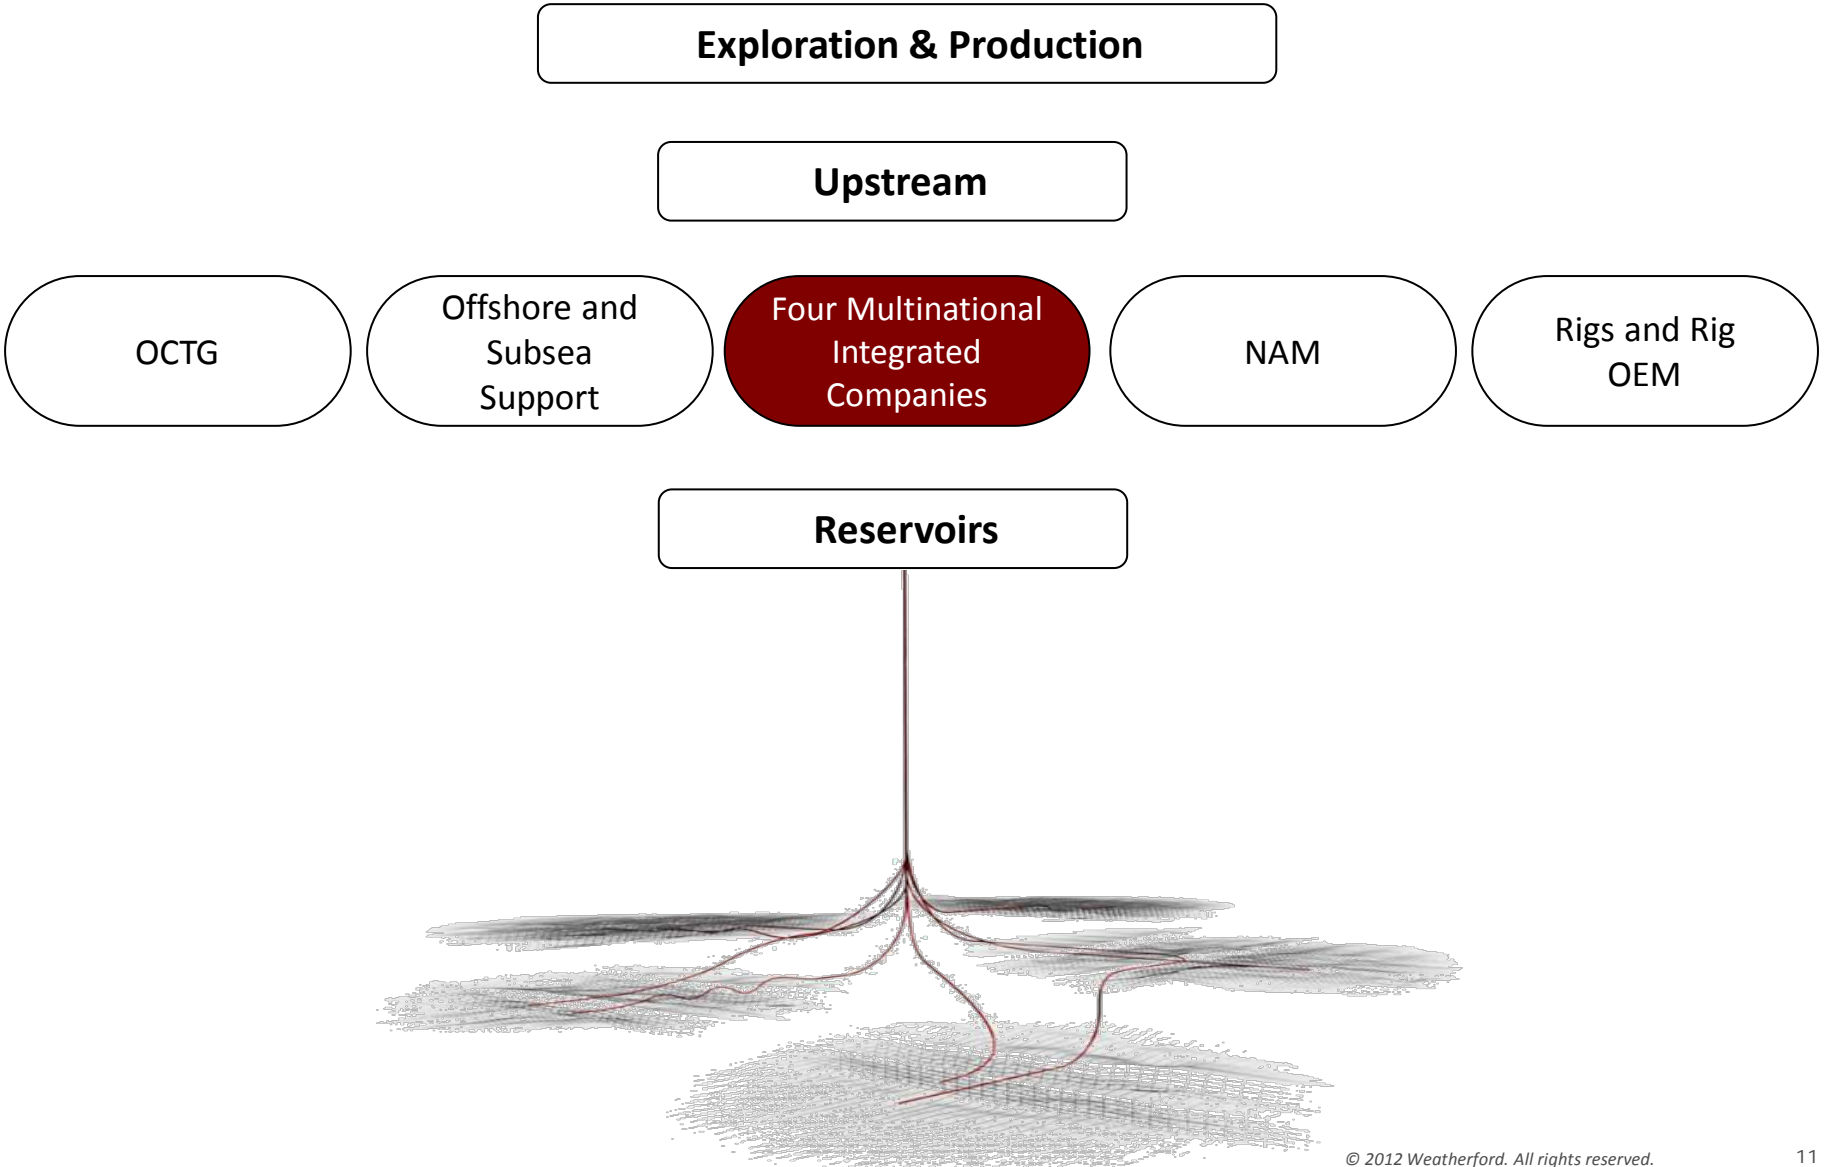 Exploration & Production
Upstream
OCTG
Offshore and
Subsea
Support
Four Multinational
Integrated
Companies
NAM
Rigs and Rig
OEM
Reservoirs
© 2012 Weatherford. All rights reserved.
11